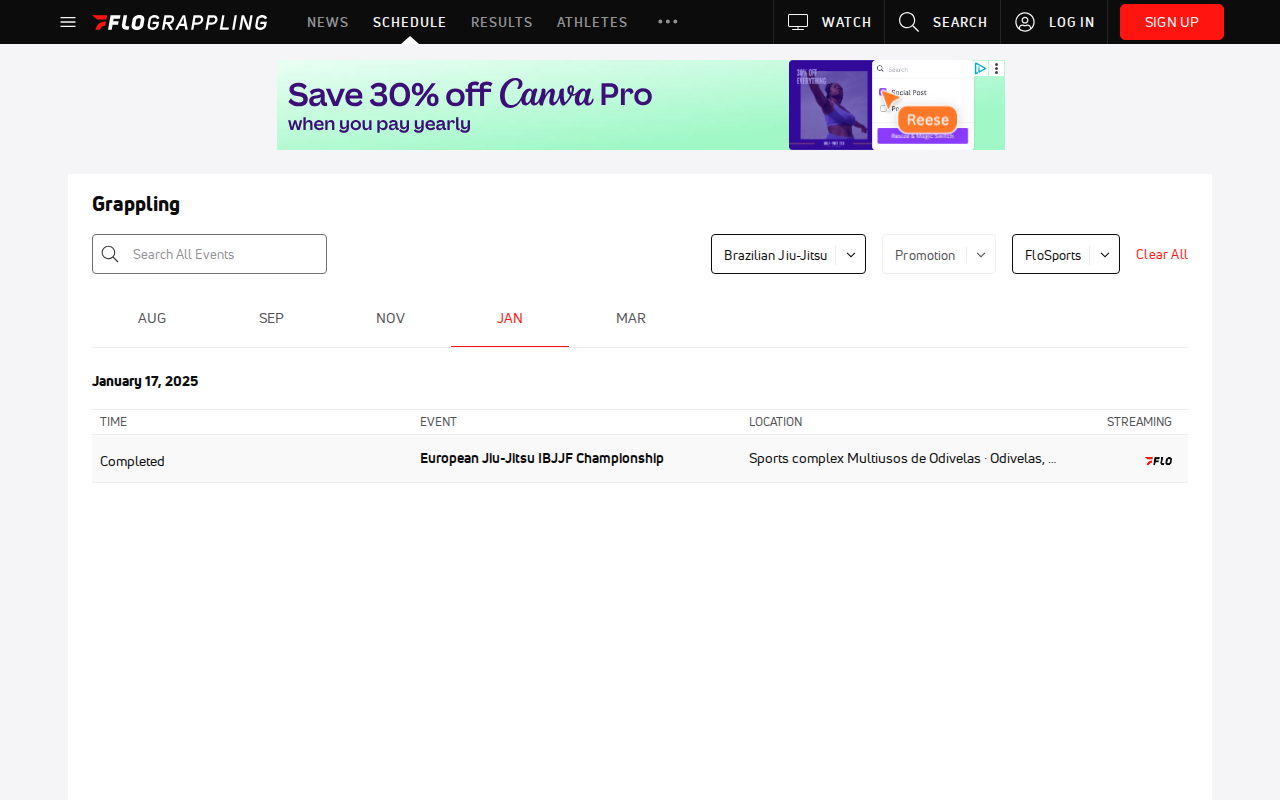 FLOGRAPPLING NEWS SCHEDULE RESULTS ATHLETES WATCH SEARCH LOG IN SIGN UP
Save 30% off Canva Pro
when you pay yearly
30% OFF
EVERYTHING
Search
Social Post
Reese
Grappling
Search All Events Brazilian Jiu-Jitsu Promotion FloSports Clear All
AUG SEP NOV JAN MAR
January 17, 2025
TIME EVENT LOCATION STREAMING
Completed European Jiu-Jitsu IBJJF Championship Sports complex Multiusos de Odivelas · Odivelas, ... FLO